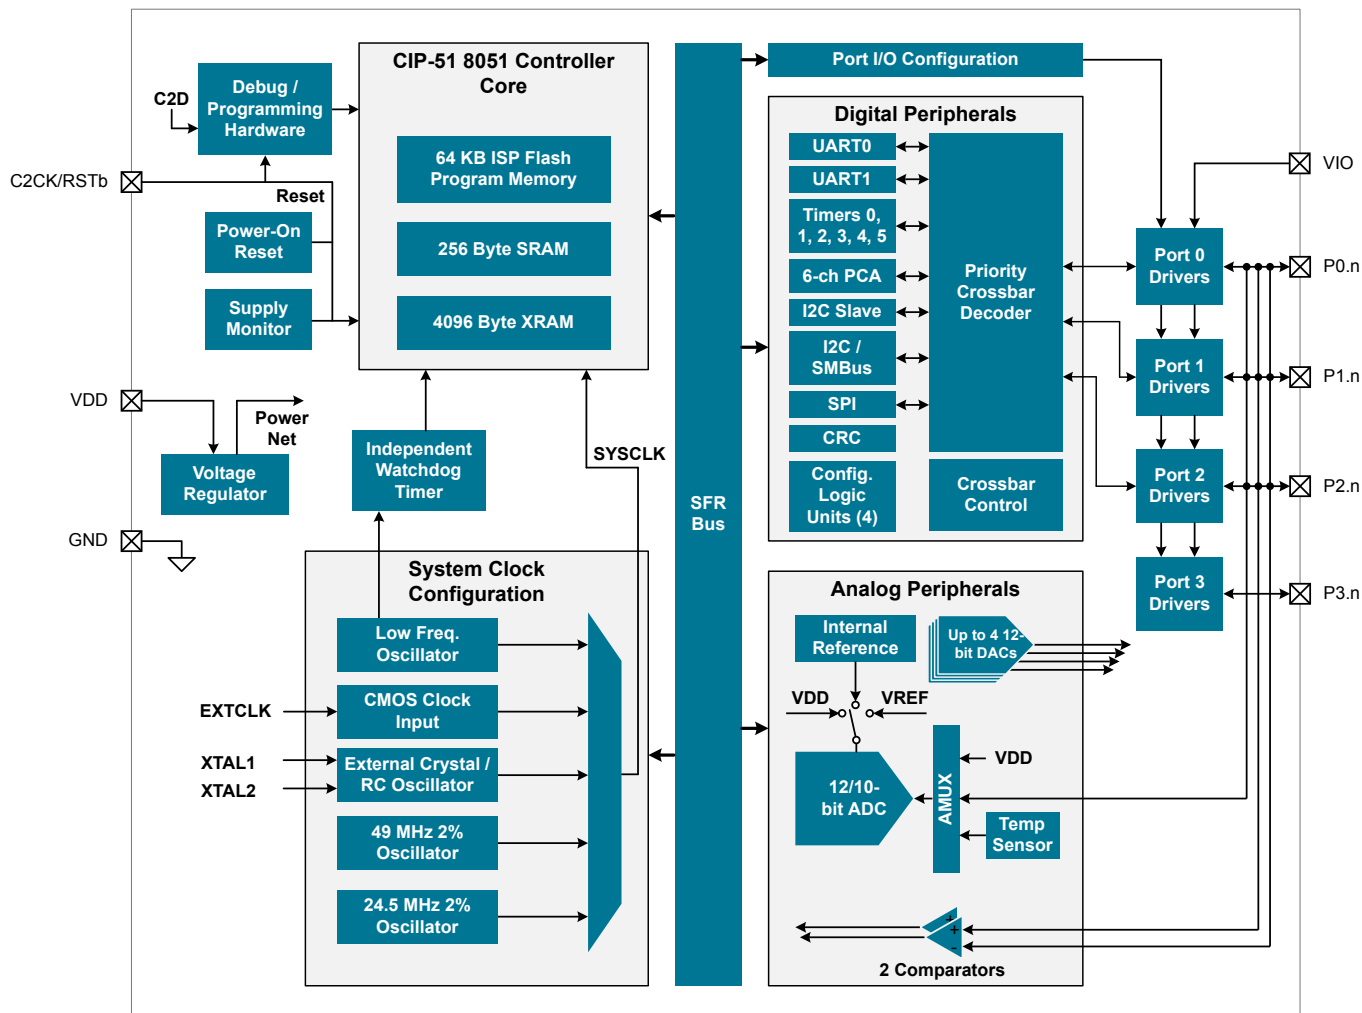 CIP-51 8051 Controller
Core
64 KB ISP Flash
Program Memory
256 Byte SRAM
4096 Byte XRAM
Debug /
Programming
Hardware
C2D
C2CK/RSTb
Reset
Power-On
Reset
Supply
Monitor
VDD
Power
Net
Voltage
Regulator
GND
Independent
Watchdog
Timer
SYSCLK
System Clock
Configuration
Low Freq.
Oscillator
CMOS Clock
Input
External Crystal /
RC Oscillator
49 MHz 2%
Oscillator
24.5 MHz 2%
Oscillator
EXTCLK
XTAL1
XTAL2
SFR
Bus
Port I/O Configuration
Digital Peripherals
UART0
UART1
Timers 0,
1, 2, 3, 4, 5
6-ch PCA
I2C Slave
I2C /
SMBus
SPI
CRC
Config.
Logic
Units (4)
Priority
Crossbar
Decoder
Crossbar
Control
Port 0
Drivers
Port 1
Drivers
Port 2
Drivers
Port 3
Drivers
VIO
P0.n
P1.n
P2.n
P3.n
Analog Peripherals
Internal
Reference
Up to 4 12-
bit DACs
VDD
VREF
12/10-
bit ADC
AMUX
VDD
Temp
Sensor
+
+
-
2 Comparators